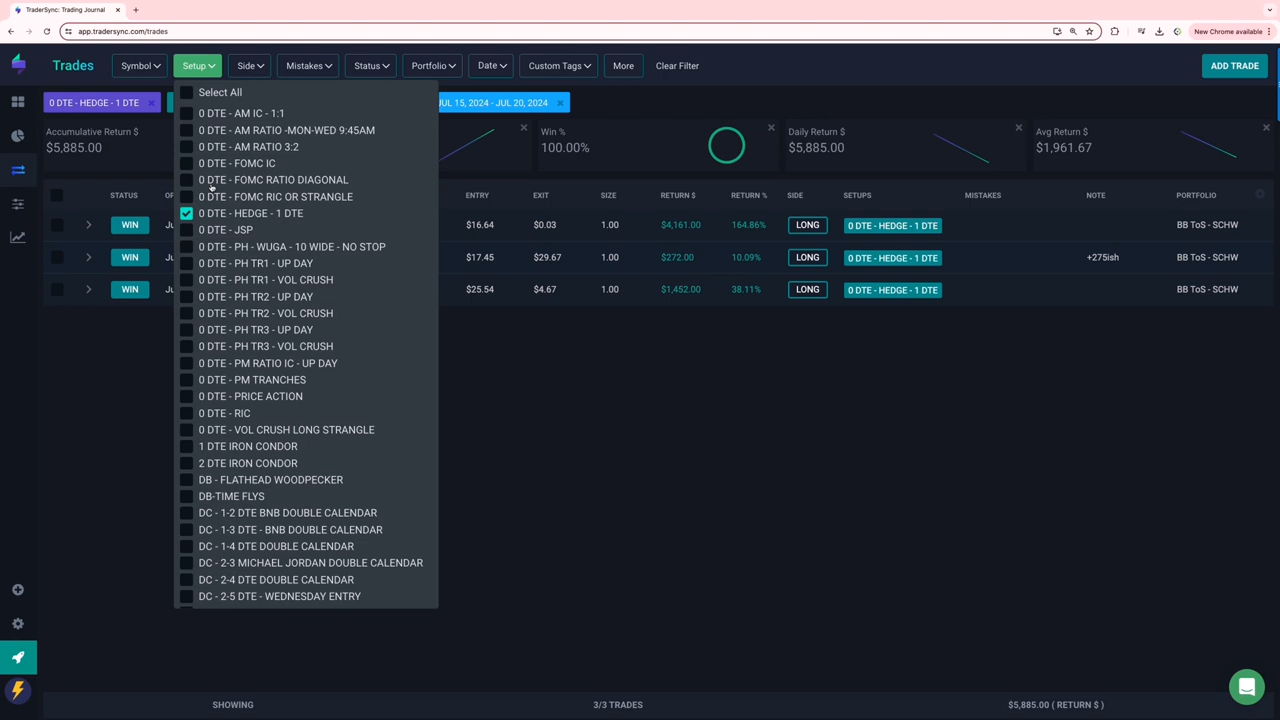 TraderSync: Trading Journal
app.tradersync.com/trades
New Chrome available
Trades
Symbol
Setup
Side
Mistakes
Status
Portfolio
Date
Custom Tags
More
Clear Filter
ADD TRADE
0 DTE - HEDGE - 1 DTE
JUL 15, 2024 - JUL 20, 2024
Accumulative Return $
$5,885.00
Win %
100.00%
Daily Return $
$5,885.00
Avg Return $
$1,961.67
Select All
0 DTE - AM IC - 1:1
0 DTE - AM RATIO -MON-WED 9:45AM
0 DTE - AM RATIO 3:2
0 DTE - FOMC IC
0 DTE - FOMC RATIO DIAGONAL
0 DTE - FOMC RIC OR STRANGLE
0 DTE - HEDGE - 1 DTE
0 DTE - JSP
0 DTE - PH - WUGA - 10 WIDE - NO STOP
0 DTE - PH TR1 - UP DAY
0 DTE - PH TR1 - VOL CRUSH
0 DTE - PH TR2 - UP DAY
0 DTE - PH TR2 - VOL CRUSH
0 DTE - PH TR3 - UP DAY
0 DTE - PH TR3 - VOL CRUSH
0 DTE - PM RATIO IC - UP DAY
0 DTE - PM TRANCHES
0 DTE - PRICE ACTION
0 DTE - RIC
0 DTE - VOL CRUSH LONG STRANGLE
1 DTE IRON CONDOR
2 DTE IRON CONDOR
DB - FLATHEAD WOODPECKER
DB-TIME FLYS
DC - 1-2 DTE BNB DOUBLE CALENDAR
DC - 1-3 DTE - BNB DOUBLE CALENDAR
DC - 1-4 DTE DOUBLE CALENDAR
DC - 2-3 MICHAEL JORDAN DOUBLE CALENDAR
DC - 2-4 DTE DOUBLE CALENDAR
DC - 2-5 DTE - WEDNESDAY ENTRY
STATUS ENTRY EXIT SIZE RETURN $ RETURN % SIDE SETUPS MISTAKES NOTE PORTFOLIO
WIN $16.64 $0.03 1.00 $4,161.00 164.86% LONG 0 DTE - HEDGE - 1 DTE BB ToS - SCHW
WIN $17.45 $29.67 1.00 $272.00 10.09% LONG 0 DTE - HEDGE - 1 DTE +275ish BB ToS - SCHW
WIN $25.54 $4.67 1.00 $1,452.00 38.11% LONG 0 DTE - HEDGE - 1 DTE BB ToS - SCHW
SHOWING 3/3 TRADES $5,885.00 ( RETURN $ )